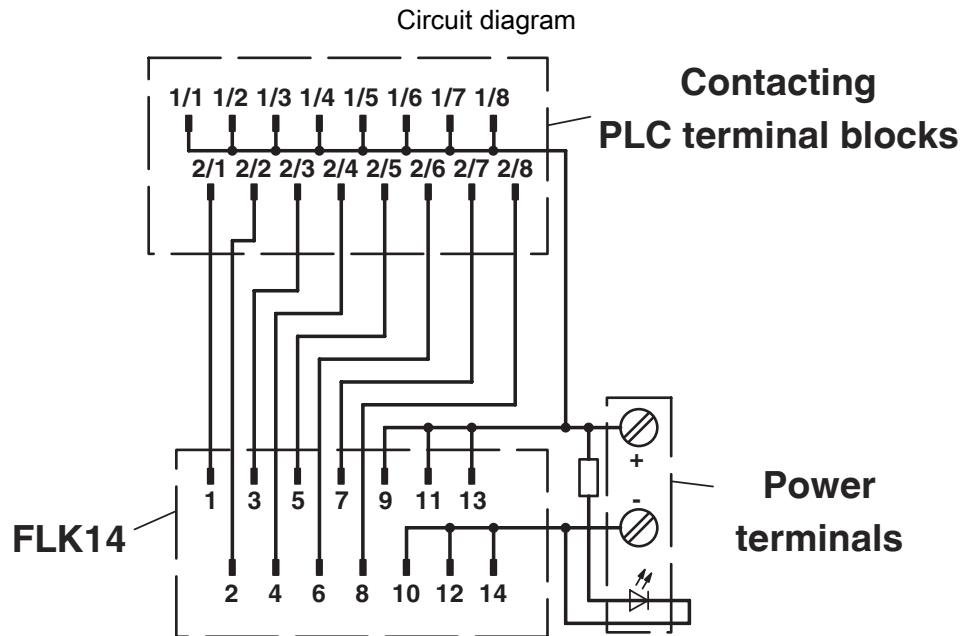 Circuit diagram
1/1 1/2 1/3 1/4 1/5 1/6 1/7 1/8
Contacting
PLC terminal blocks
2/1 2/2 2/3 2/4 2/5 2/6 2/7 2/8
+
-
1 3 5 7 9 11 13
Power
terminals
FLK14
2 4 6 8 10 12 14